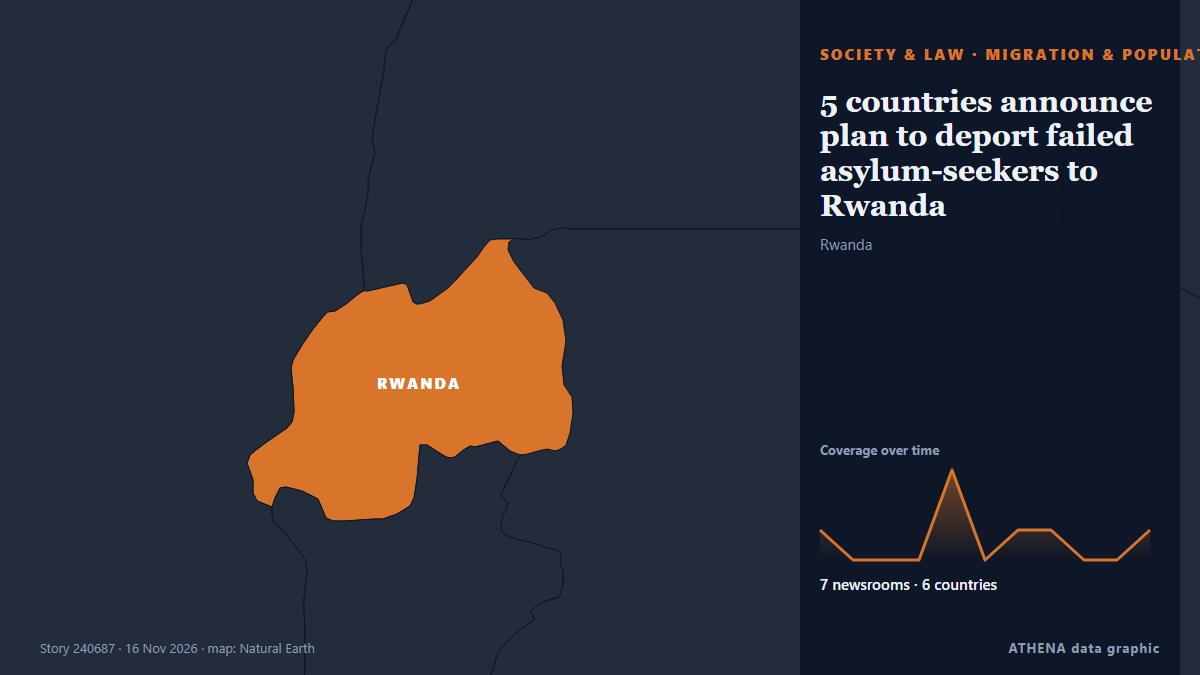 SOCIETY & LAW · MIGRATION & POPULAT
5 countries announce
plan to deport failed
asylum-seekers to
Rwanda
Rwanda
RWANDA
Coverage over time
7 newsrooms · 6 countries
Story 240687 · 16 Nov 2026 · map: Natural Earth
ATHENA data graphic